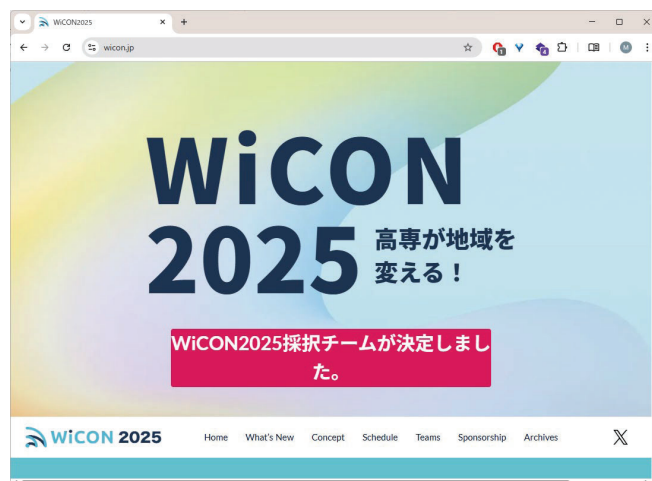 WiCON2025
wicon.jp
1
4
M
WiCON
2025
高専が地域を
変える！
WiCON2025採択チームが決定しまし
た。
WiCON 2025
Home What's New Concept Schedule Teams Sponsorship Archives